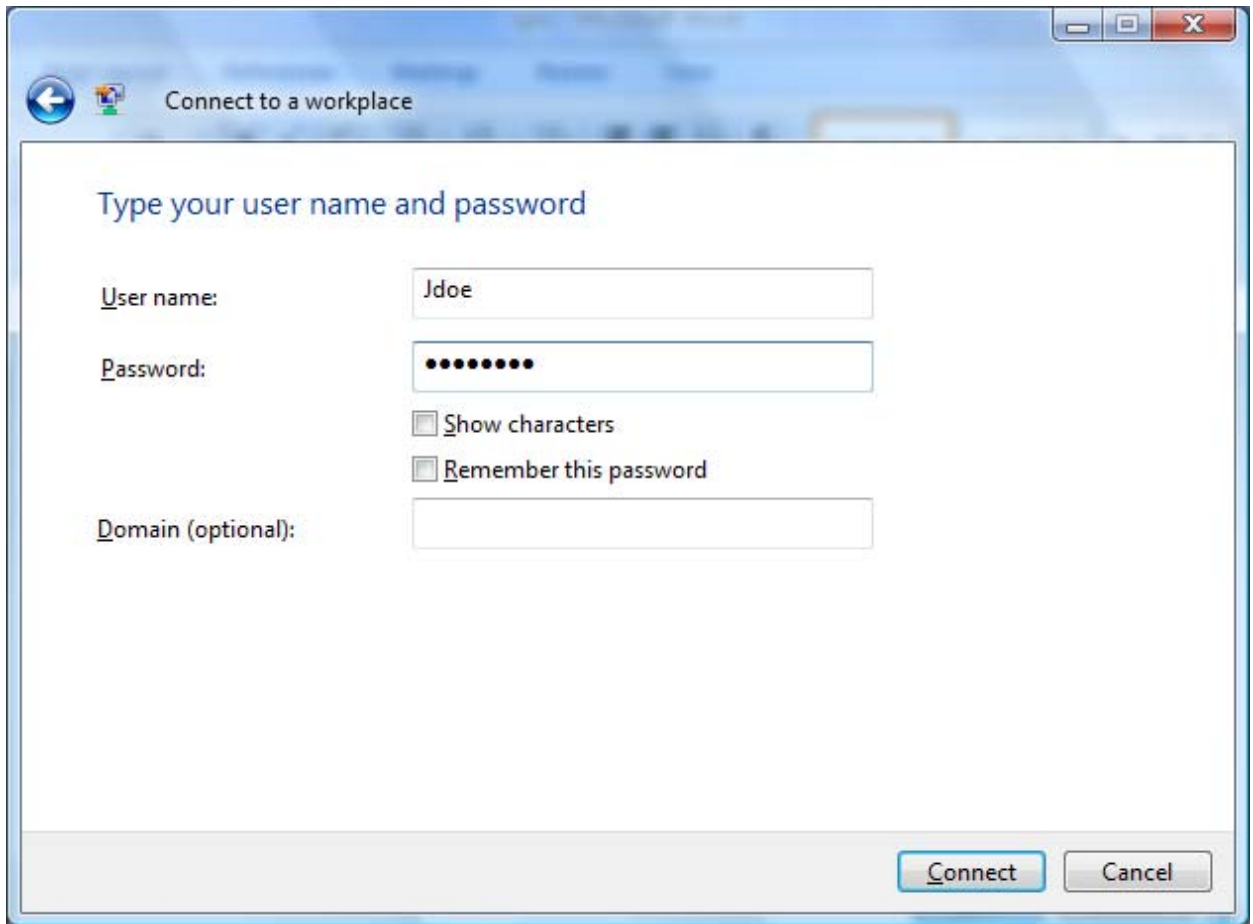 Connect to a workplace
Type your user name and password
User name:
Jdoe
Password:
••••••••
Show characters
Remember this password
Domain (optional):
Connect
Cancel